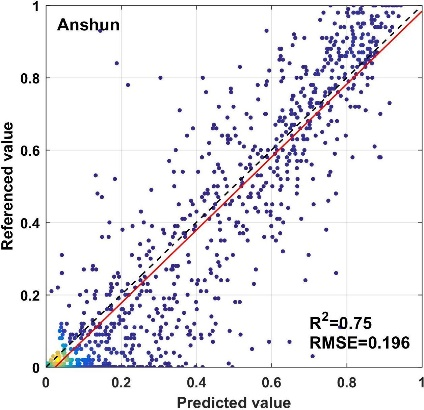 Anshun
1
0.8
0.6
0.4
0.2
0
Referenced value
R²=0.75
RMSE=0.196
0 0.2 0.4 0.6 0.8 1
Predicted value